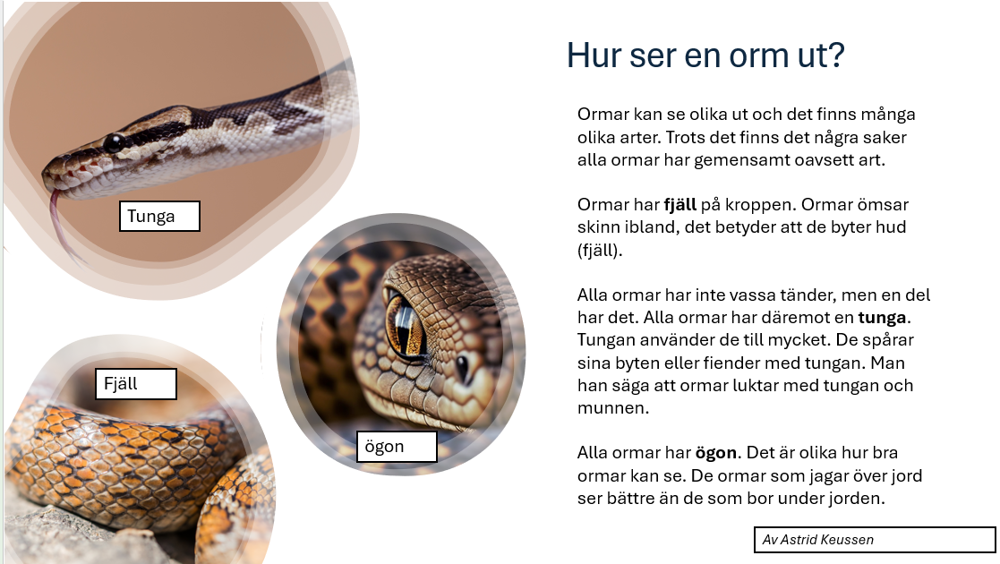 Hur ser en orm ut?
Ormar kan se olika ut och det finns många
olika arter. Trots det finns det några saker
alla ormar har gemensamt oavsett art.
Ormar har fjäll på kroppen. Ormar ömsar
skinn ibland, det betyder att de byter hud
(fjäll).
Alla ormar har inte vassa tänder, men en del
har det. Alla ormar har däremot en tunga.
Tungan använder de till mycket. De spårar
sina byten eller fiender med tungan. Man
han säga att ormar luktar med tungan och
munnen.
Alla ormar har ögon. Det är olika hur bra
ormar kan se. De ormar som jagar över jord
ser bättre än de som bor under jorden.
Tunga
Fjäll
ögon
Av Astrid Keussen